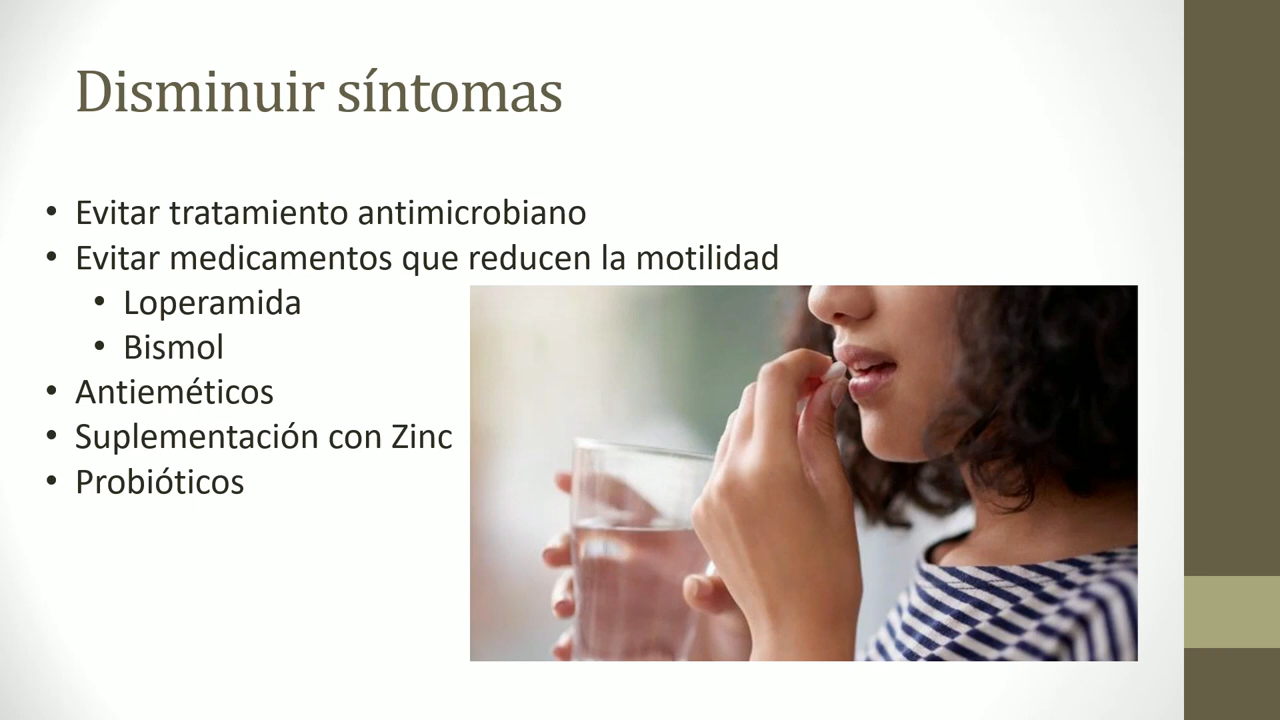 Disminuir síntomas
• Evitar tratamiento antimicrobiano
• Evitar medicamentos que reducen la motilidad
• Loperamida
• Bismol
• Antieméticos
• Suplementación con Zinc
• Probióticos